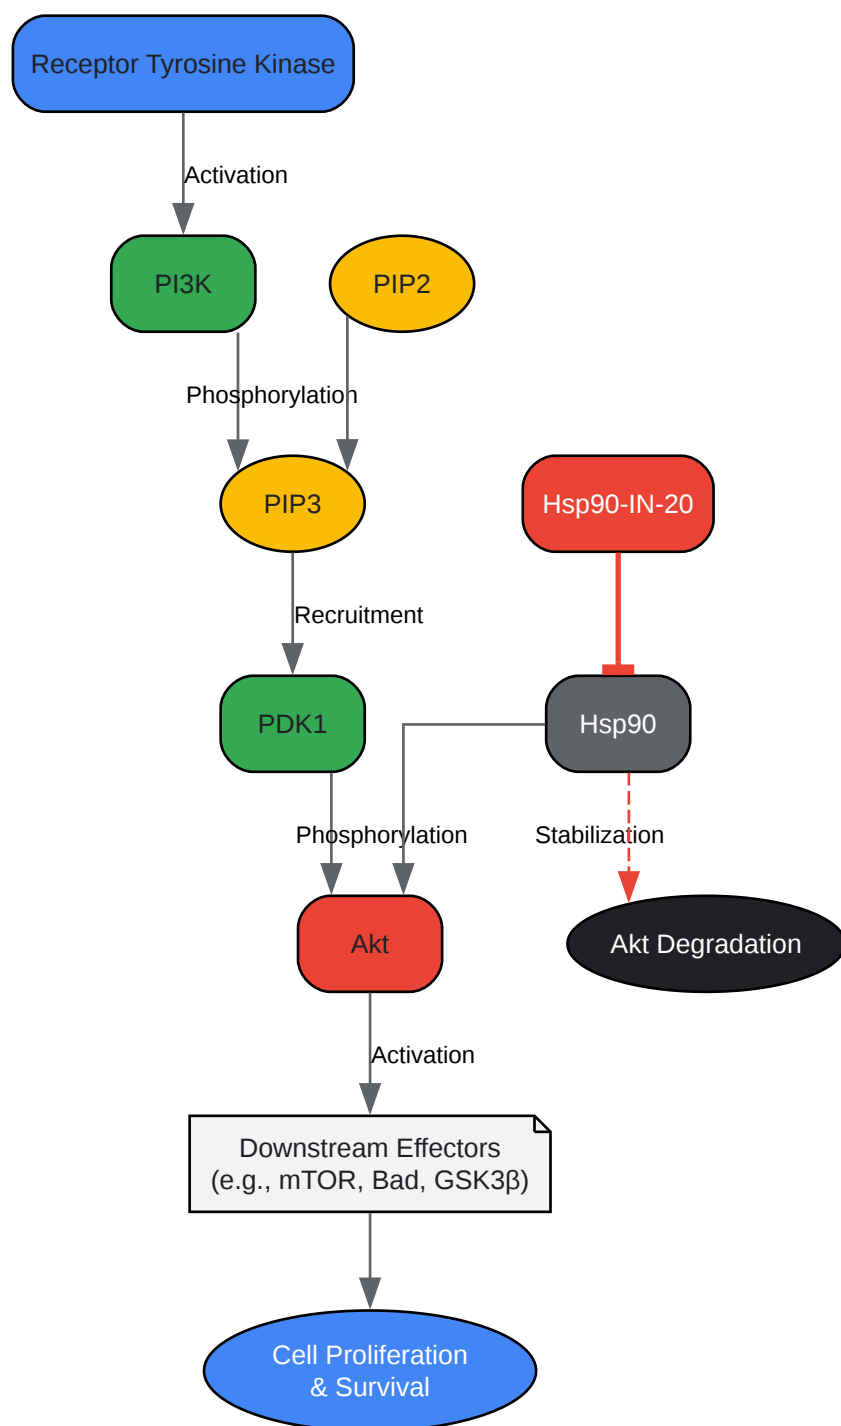 Receptor Tyrosine Kinase
Activation
PI3K
PIP2
Phosphorylation
PIP3
Hsp90-IN-20
Recruitment
PDK1
Hsp90
Phosphorylation
Stabilization
Akt
Akt Degradation
Activation
Downstream Effectors
(e.g., mTOR, Bad, GSK3β)
Cell Proliferation
& Survival